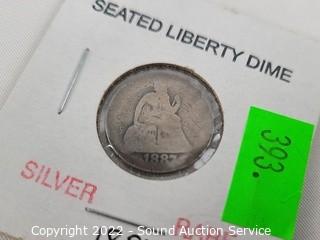 SEATED LIBERTY DIME
393.
1887
SILVER
Copyright 2022 - Sound Auction Service